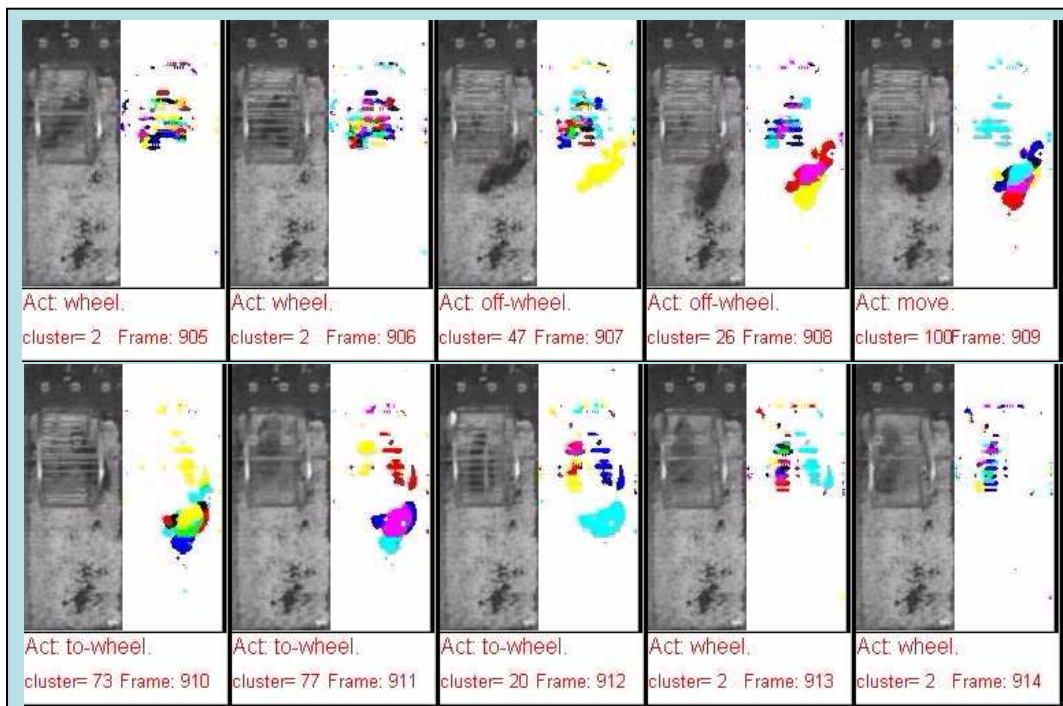 Act: wheel.
cluster= 2 Frame: 905
Act: wheel.
cluster= 2 Frame: 906
Act: off-wheel.
cluster= 47 Frame: 907
Act: off-wheel.
cluster= 26 Frame: 908
Act: move.
cluster= 100Frame: 909
Act: to-wheel.
cluster= 73 Frame: 910
Act: to-wheel.
cluster= 77 Frame: 911
Act: to-wheel.
cluster= 20 Frame: 912
Act: wheel.
cluster= 2 Frame: 913
Act: wheel.
cluster= 2 Frame: 914